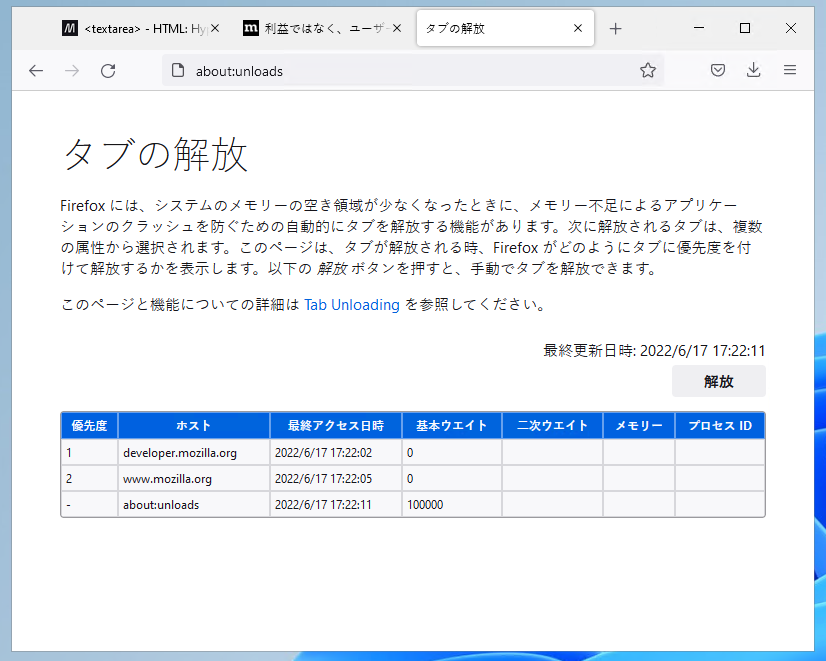 <textarea> - HTML: Hy
利益ではなく、ユーザー
タブの解放
about:unloads
タブの解放
Firefox には、システムのメモリーの空き領域が少なくなったときに、メモリー不足によるアプリケー
ションのクラッシュを防ぐための自動的にタブを解放する機能があります。次に解放されるタブは、複数
の属性から選択されます。このページは、タブが解放される時、Firefox がどのようにタブに優先度を付
けて解放するかを表示します。以下の 解放 ボタンを押すと、手動でタブを解放できます。
このページと機能についての詳細は Tab Unloading を参照してください。
最終更新日時: 2022/6/17 17:22:11
解放
優先度 ホスト 最終アクセス日時 基本ウエイト 二次ウエイト メモリー プロセス ID
1 developer.mozilla.org 2022/6/17 17:22:02 0
2 www.mozilla.org 2022/6/17 17:22:05 0
- about:unloads 2022/6/17 17:22:11 100000